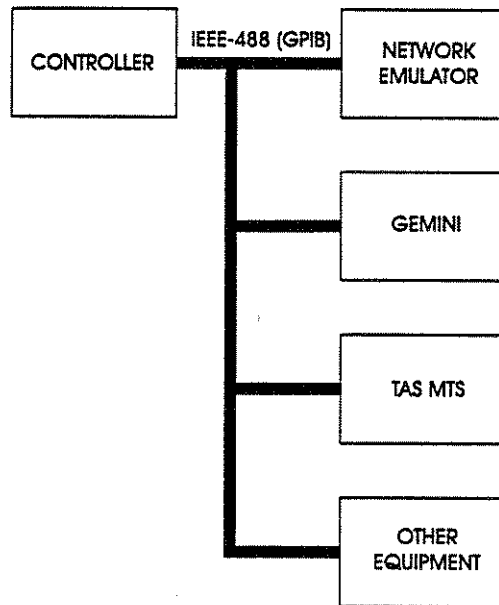 CONTROLLER
IEEE-488 (GPIB)
NETWORK
EMULATOR
GEMINI
TAS MTS
OTHER
EQUIPMENT